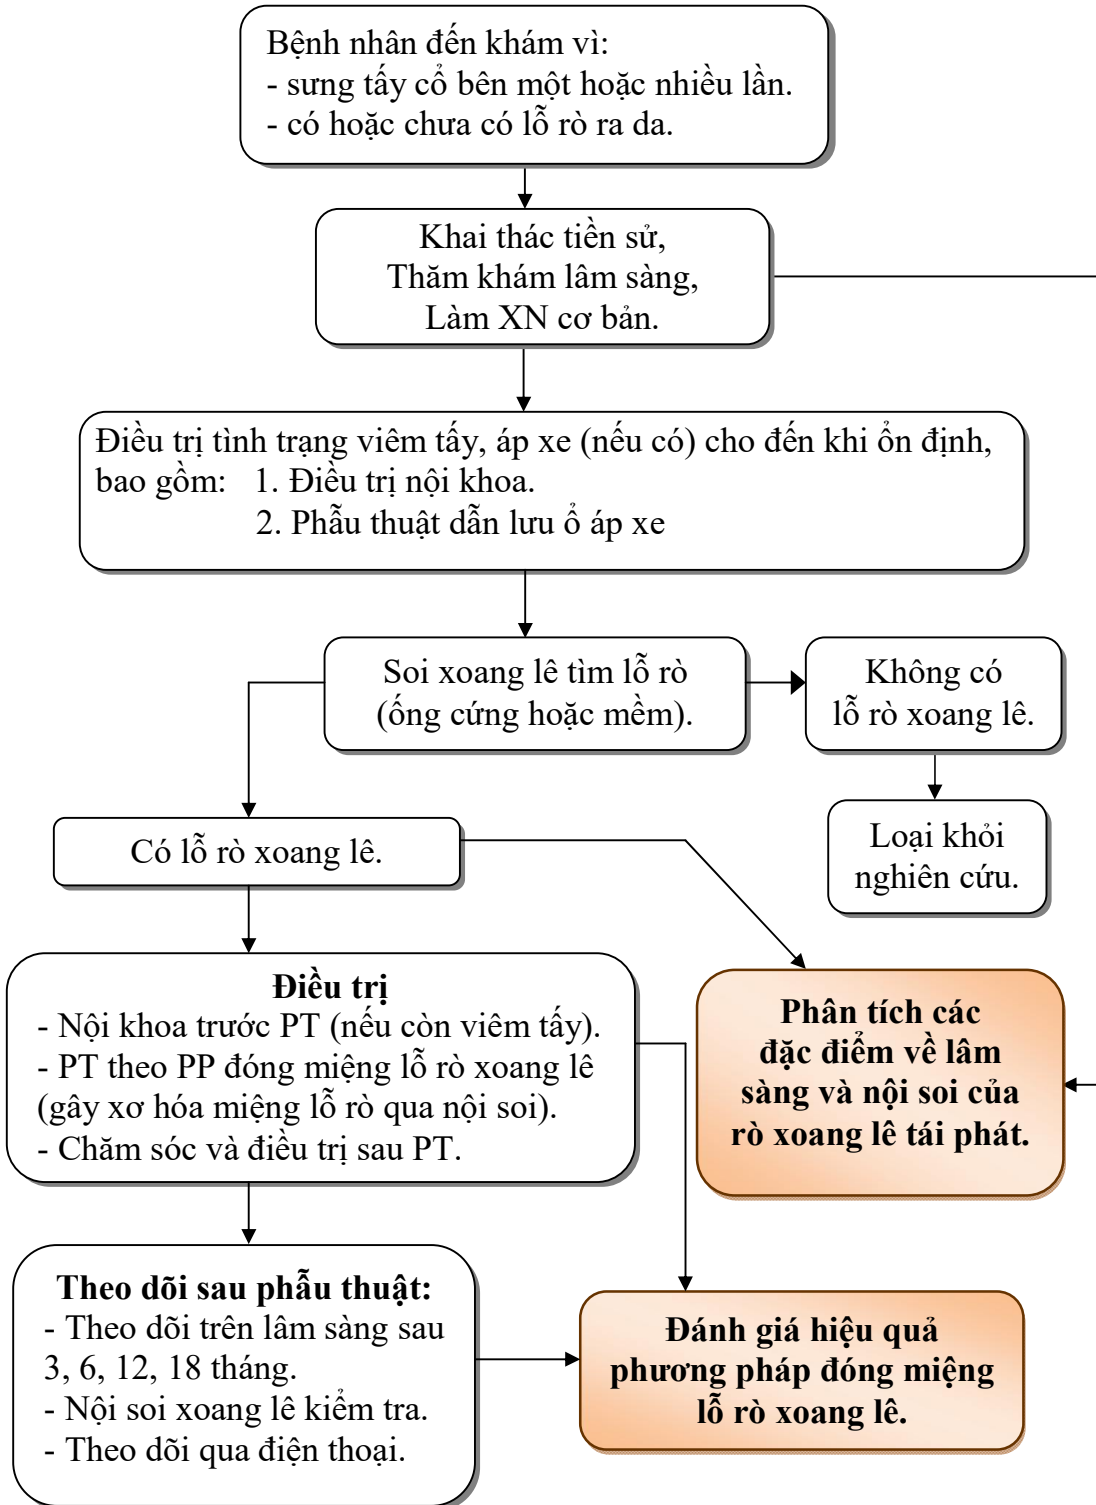 Bệnh nhân đến khám vì:
- sưng tấy cổ bên một hoặc nhiều lần.
- có hoặc chưa có lỗ rò ra da.
Khai thác tiền sử,
Thăm khám lâm sàng,
Làm XN cơ bản.
Điều trị tình trạng viêm tấy, áp xe (nếu có) cho đến khi ổn định,
bao gồm: 1. Điều trị nội khoa.
2. Phẫu thuật dẫn lưu ổ áp xe
Soi xoang lê tìm lỗ rò
(ống cứng hoặc mềm).
Không có
lỗ rò xoang lê.
Loại khỏi
nghiên cứu.
Có lỗ rò xoang lê.
Điều trị
- Nội khoa trước PT (nếu còn viêm tấy).
- PT theo PP đóng miệng lỗ rò xoang lê
(gây xơ hóa miệng lỗ rò qua nội soi).
- Chăm sóc và điều trị sau PT.
Phân tích các
đặc điểm về lâm
sàng và nội soi của
rò xoang lê tái phát.
Theo dõi sau phẫu thuật:
- Theo dõi trên lâm sàng sau
3, 6, 12, 18 tháng.
- Nội soi xoang lê kiểm tra.
- Theo dõi qua điện thoại.
Đánh giá hiệu quả
phương pháp đóng miệng
lỗ rò xoang lê.